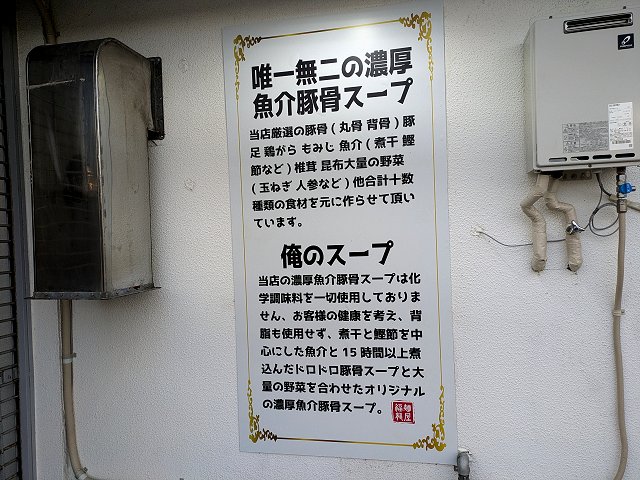 唯一無二の濃厚
魚介豚骨スープ
当店厳選の豚骨(丸骨 背骨)豚
足 鶏がら もみじ 魚介(煮干 鰹
節など)椎茸 昆布大量の野菜
(玉ねぎ 人参など)他合計十数
種類の食材を元に作らせて頂い
ています。
俺のスープ
当店の濃厚魚介豚骨スープは化
学調味料を一切使用しておりま
せん、お客様の健康を考え、背
脂も使用せず、煮干と鰹節を中
心にした魚介と15時間以上煮
込んだドロドロ豚骨スープと大
量の野菜を合わせたオリジナル
の濃厚魚介豚骨スープ。